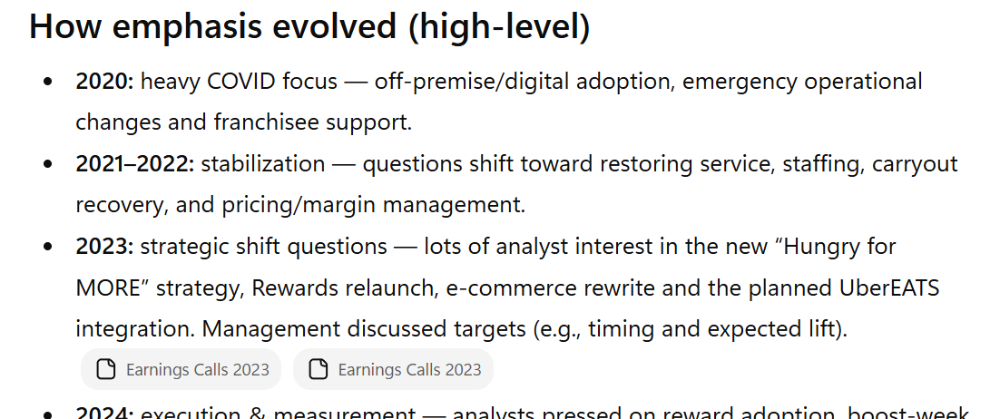 How emphasis evolved (high-level)
• 2020: heavy COVID focus — off-premise/digital adoption, emergency operational
changes and franchisee support.
• 2021–2022: stabilization — questions shift toward restoring service, staffing, carryout
recovery, and pricing/margin management.
• 2023: strategic shift questions — lots of analyst interest in the new “Hungry for
MORE” strategy, Rewards relaunch, e-commerce rewrite and the planned UberEATS
integration. Management discussed targets (e.g., timing and expected lift).
Earnings Calls 2023 Earnings Calls 2023
• 2024: execution & measurement — analysts pressed on reward adoption, boost-week